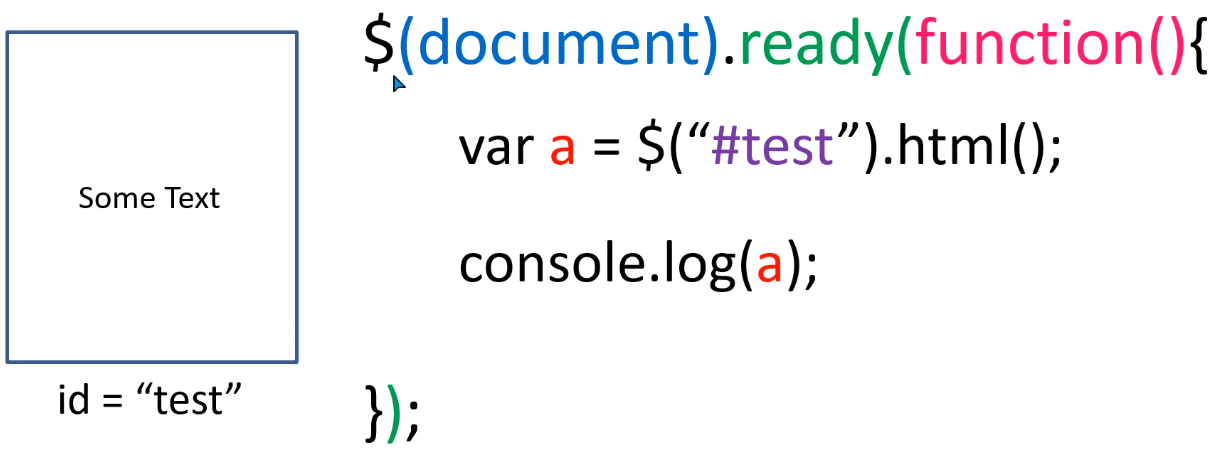 Some Text
id = “test”
$(document).ready(function(){
var a = $(“#test”).html();
console.log(a);
});